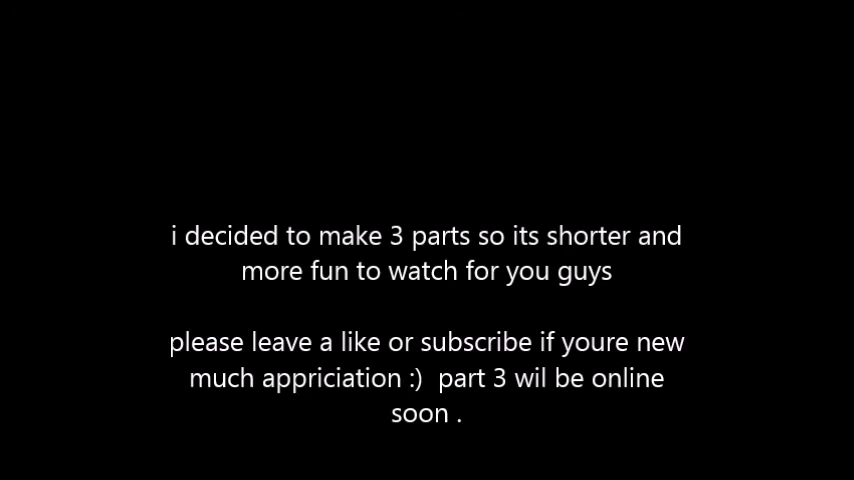 i decided to make 3 parts so its shorter and
more fun to watch for you guys
please leave a like or subscribe if youre new
much appriciation :)  part 3 wil be online
soon .